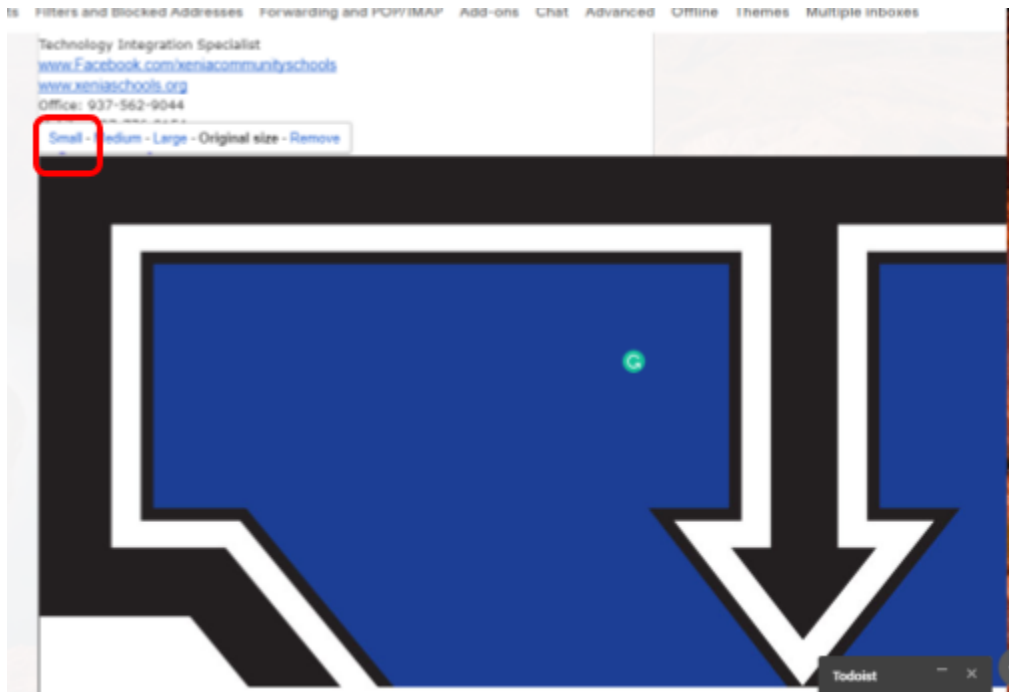 ts Filters and Blocked Addresses Forwarding and POP/IMAP Add-ons Chat Advanced Offline Themes Multiple Inboxes
Technology Integration Specialist
www.Facebook.com/xeniacommunityschools
www.xeniaschools.org
Office: 937-562-9044
Small - Medium - Large - Original size - Remove
Todoist